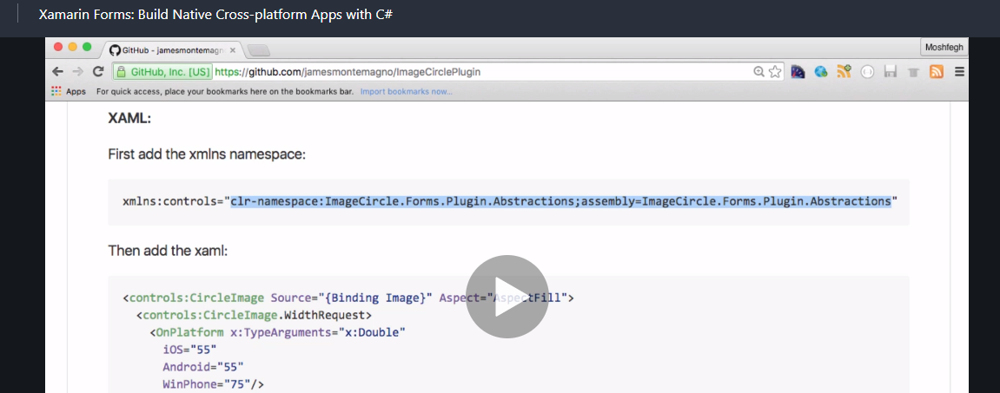 Xamarin Forms: Build Native Cross-platform Apps with C#
GitHub - jamesmontemagn
Moshfegh
GitHub, Inc. [US] https://github.com/jamesmontemagno/ImageCirclePlugin
Apps For quick access, place your bookmarks here on the bookmarks bar. Import bookmarks now...
XAML:
First add the xmlns namespace:
xmlns:controls="clr-namespace:ImageCircle.Forms.Plugin.Abstractions;assembly=ImageCircle.Forms.Plugin.Abstractions"
Then add the xaml:
<controls:CircleImage Source="{Binding Image}" Aspect="AspectFill">
<controls:CircleImage.WidthRequest>
<OnPlatform x:TypeArguments="x:Double"
iOS="55"
Android="55"
WinPhone="75"/>